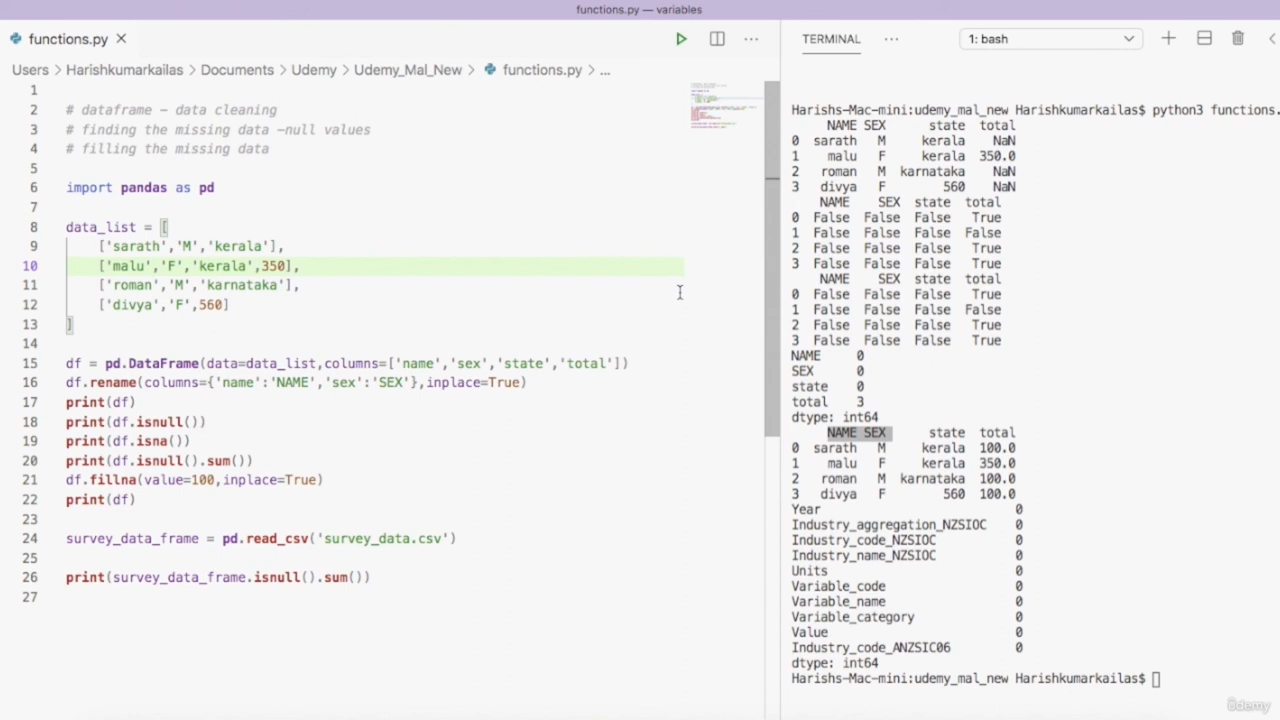 functions.py — variables
functions.py
Users > Harishkumarkailas > Documents > Udemy > Udemy_Mal_New > functions.py > ...
1
2 # dataframe - data cleaning
3 # finding the missing data -null values
4 # filling the missing data
5
6 import pandas as pd
7
8 data_list = [
9 ['sarath','M','kerala'],
10 ['malu','F','kerala',350],
11 ['roman','M','karnataka'],
12 ['divya','F',560]
13 ]
14
15 df = pd.DataFrame(data=data_list,columns=['name','sex','state','total'])
16 df.rename(columns={'name':'NAME','sex':'SEX'},inplace=True)
17 print(df)
18 print(df.isnull())
19 print(df.isna())
20 print(df.isnull().sum())
21 df.fillna(value=100,inplace=True)
22 print(df)
23
24 survey_data_frame = pd.read_csv('survey_data.csv')
25
26 print(survey_data_frame.isnull().sum())
27
TERMINAL ... 1: bash
Harishs-Mac-mini:udemy_mal_new Harishkumarkailas$ python3 functions.
NAME SEX state total
0 sarath M kerala NaN
1 malu F kerala 350.0
2 roman M karnataka NaN
3 divya F 560 NaN
NAME SEX state total
0 False False False True
1 False False False False
2 False False False True
3 False False False True
NAME SEX state total
0 False False False True
1 False False False False
2 False False False True
3 False False False True
NAME 0
SEX 0
state 0
total 3
dtype: int64
NAME SEX state total
0 sarath M kerala 100.0
1 malu F kerala 350.0
2 roman M karnataka 100.0
3 divya F 560 100.0
Year 0
Industry_aggregation_NZSIOC 0
Industry_code_NZSIOC 0
Industry_name_NZSIOC 0
Units 0
Variable_code 0
Variable_name 0
Variable_category 0
Value 0
Industry_code_ANZSIC06 0
dtype: int64
Harishs-Mac-mini:udemy_mal_new Harishkumarkailas$
ûdemy